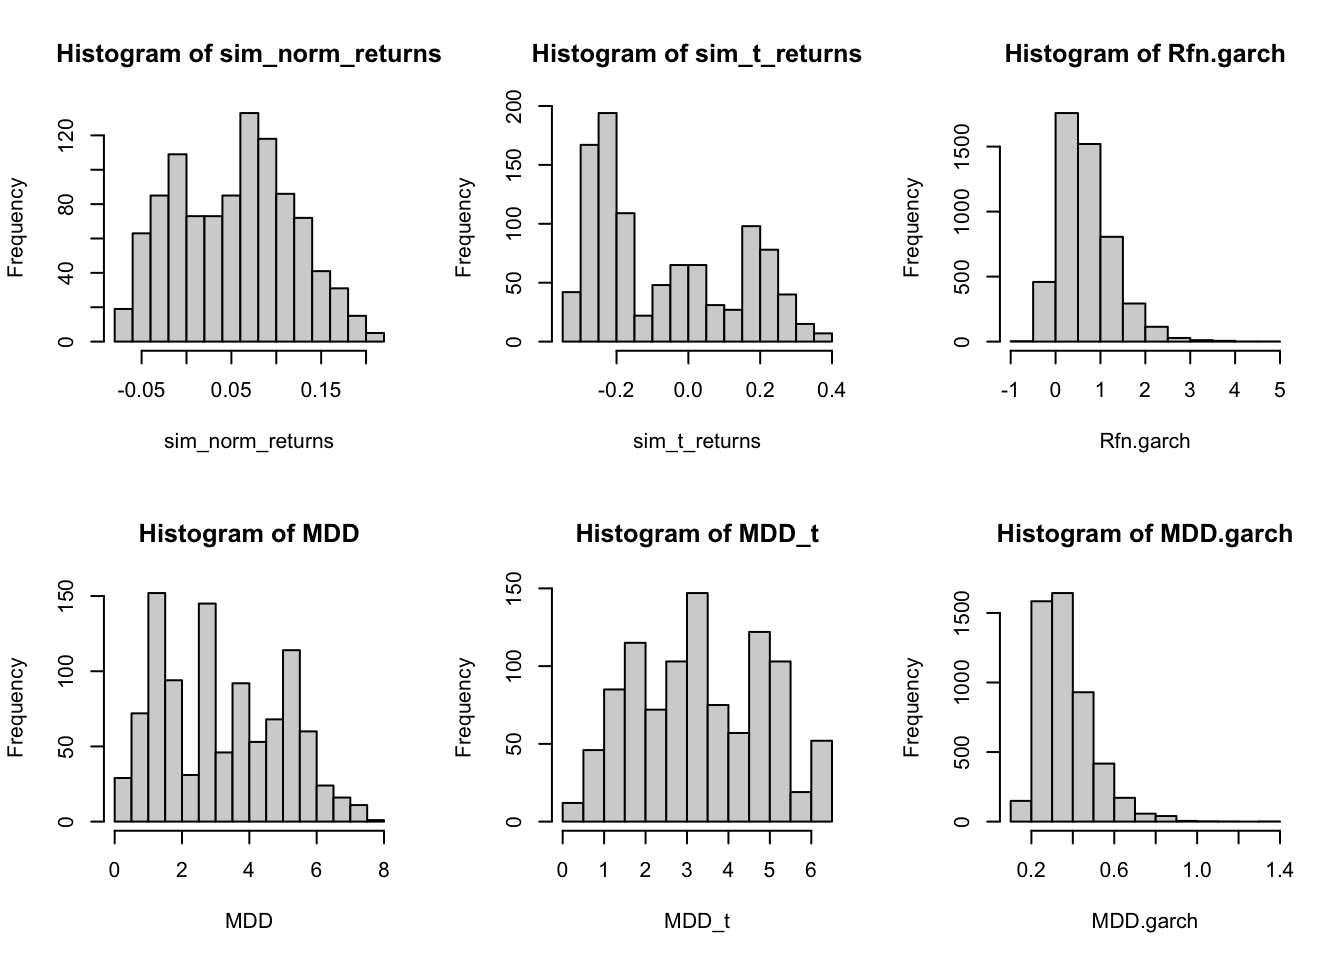 Histogram of sim_norm_returns
Frequency
0 40 80 120
-0.05 0.05 0.15
sim_norm_returns
Histogram of sim_t_returns
Frequency
0 50 100 150 200
-0.2 0.0 0.2 0.4
sim_t_returns
Histogram of Rfn.garch
Frequency
0 500 1000 1500
-1 0 1 2 3 4 5
Rfn.garch
Histogram of MDD
Frequency
0 50 100 150
0 2 4 6 8
MDD
Histogram of MDD_t
Frequency
0 50 100 150
0 1 2 3 4 5 6
MDD_t
Histogram of MDD.garch
Frequency
0 500 1000 1500
0.2 0.6 1.0 1.4
MDD.garch